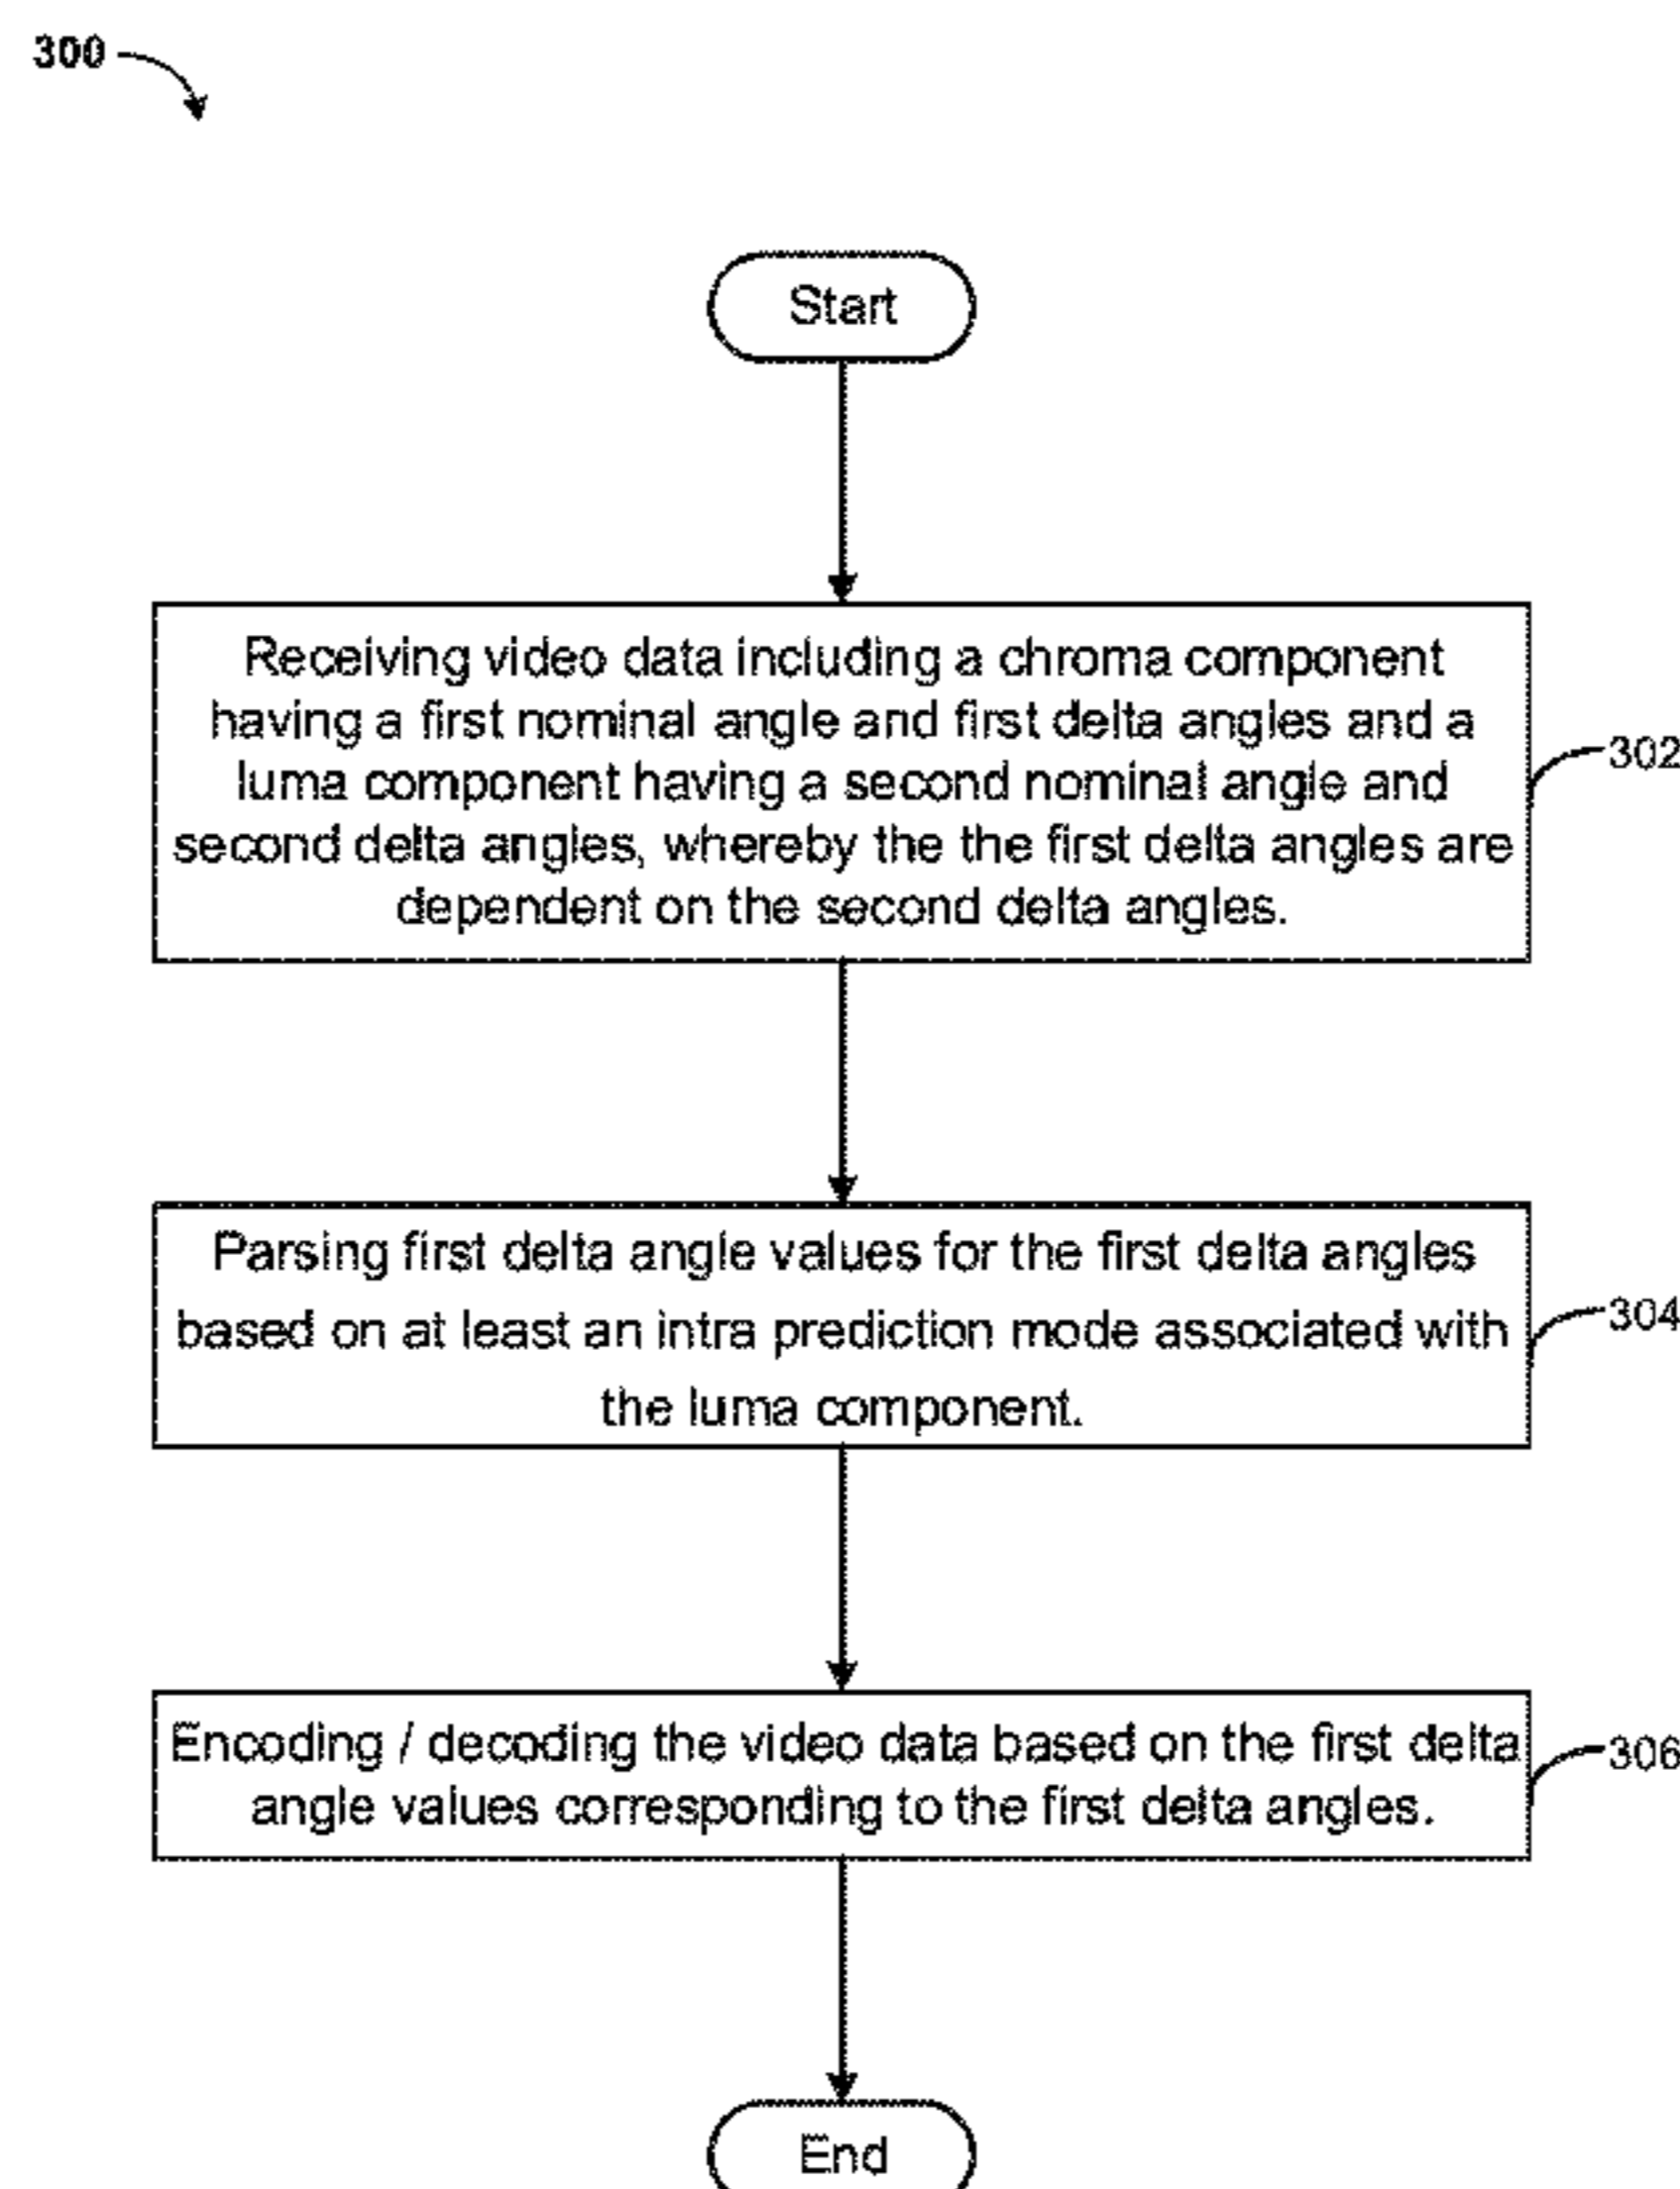 300
Start
Receiving video data including a chroma component
having a first nominal angle and first delta angles and a
luma component having a second nominal angle and
second delta angles, whereby the the first delta angles are
dependent on the second delta angles.
302
Parsing first delta angle values for the first delta angles
based on at least an intra prediction mode associated with
the luma component.
304
Encoding / decoding the video data based on the first delta
angle values corresponding to the first delta angles.
306
End